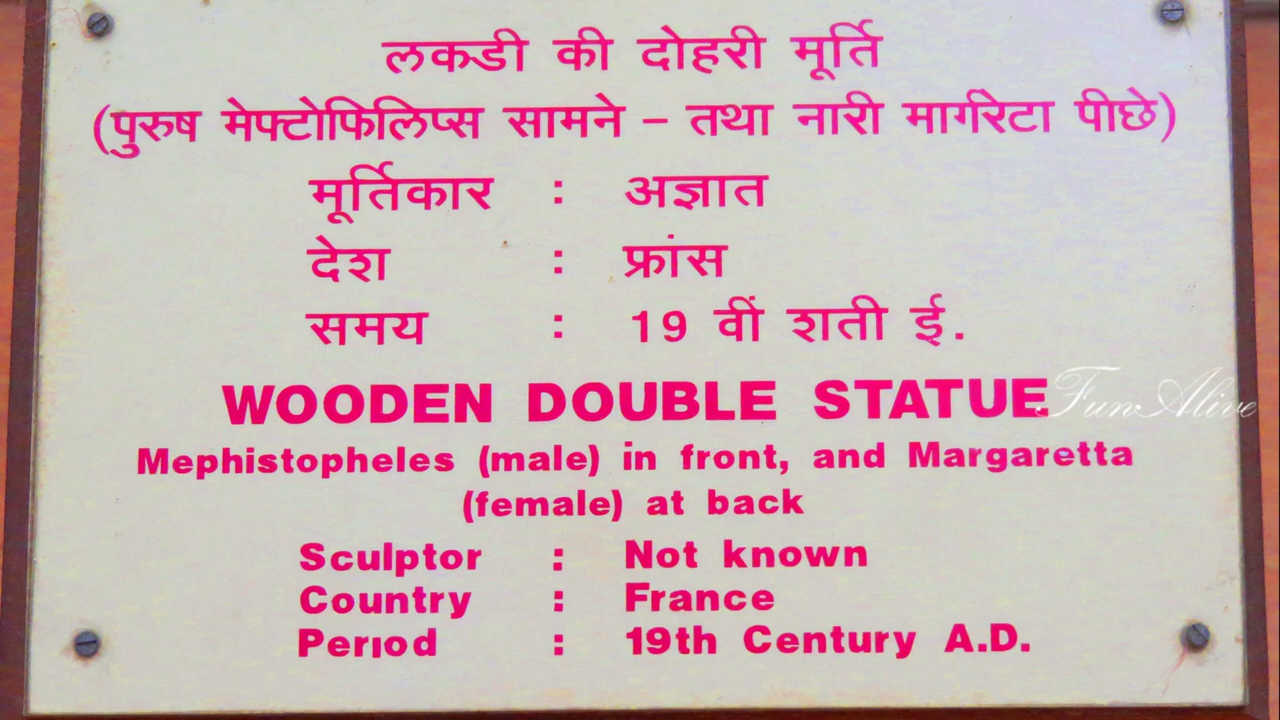 लकडी की दोहरी मूर्ति
(पुरुष मेफ्टोफिलिप्स सामने – तथा नारी मार्गरेटा पीछे)
मूर्तिकार : अज्ञात
देश : फ्रांस
समय : 19 वीं शती ई.
WOODEN DOUBLE STATUE
FunAlive
Mephistopheles (male) in front, and Margaretta
(female) at back
Sculptor : Not known
Country : France
Period : 19th Century A.D.